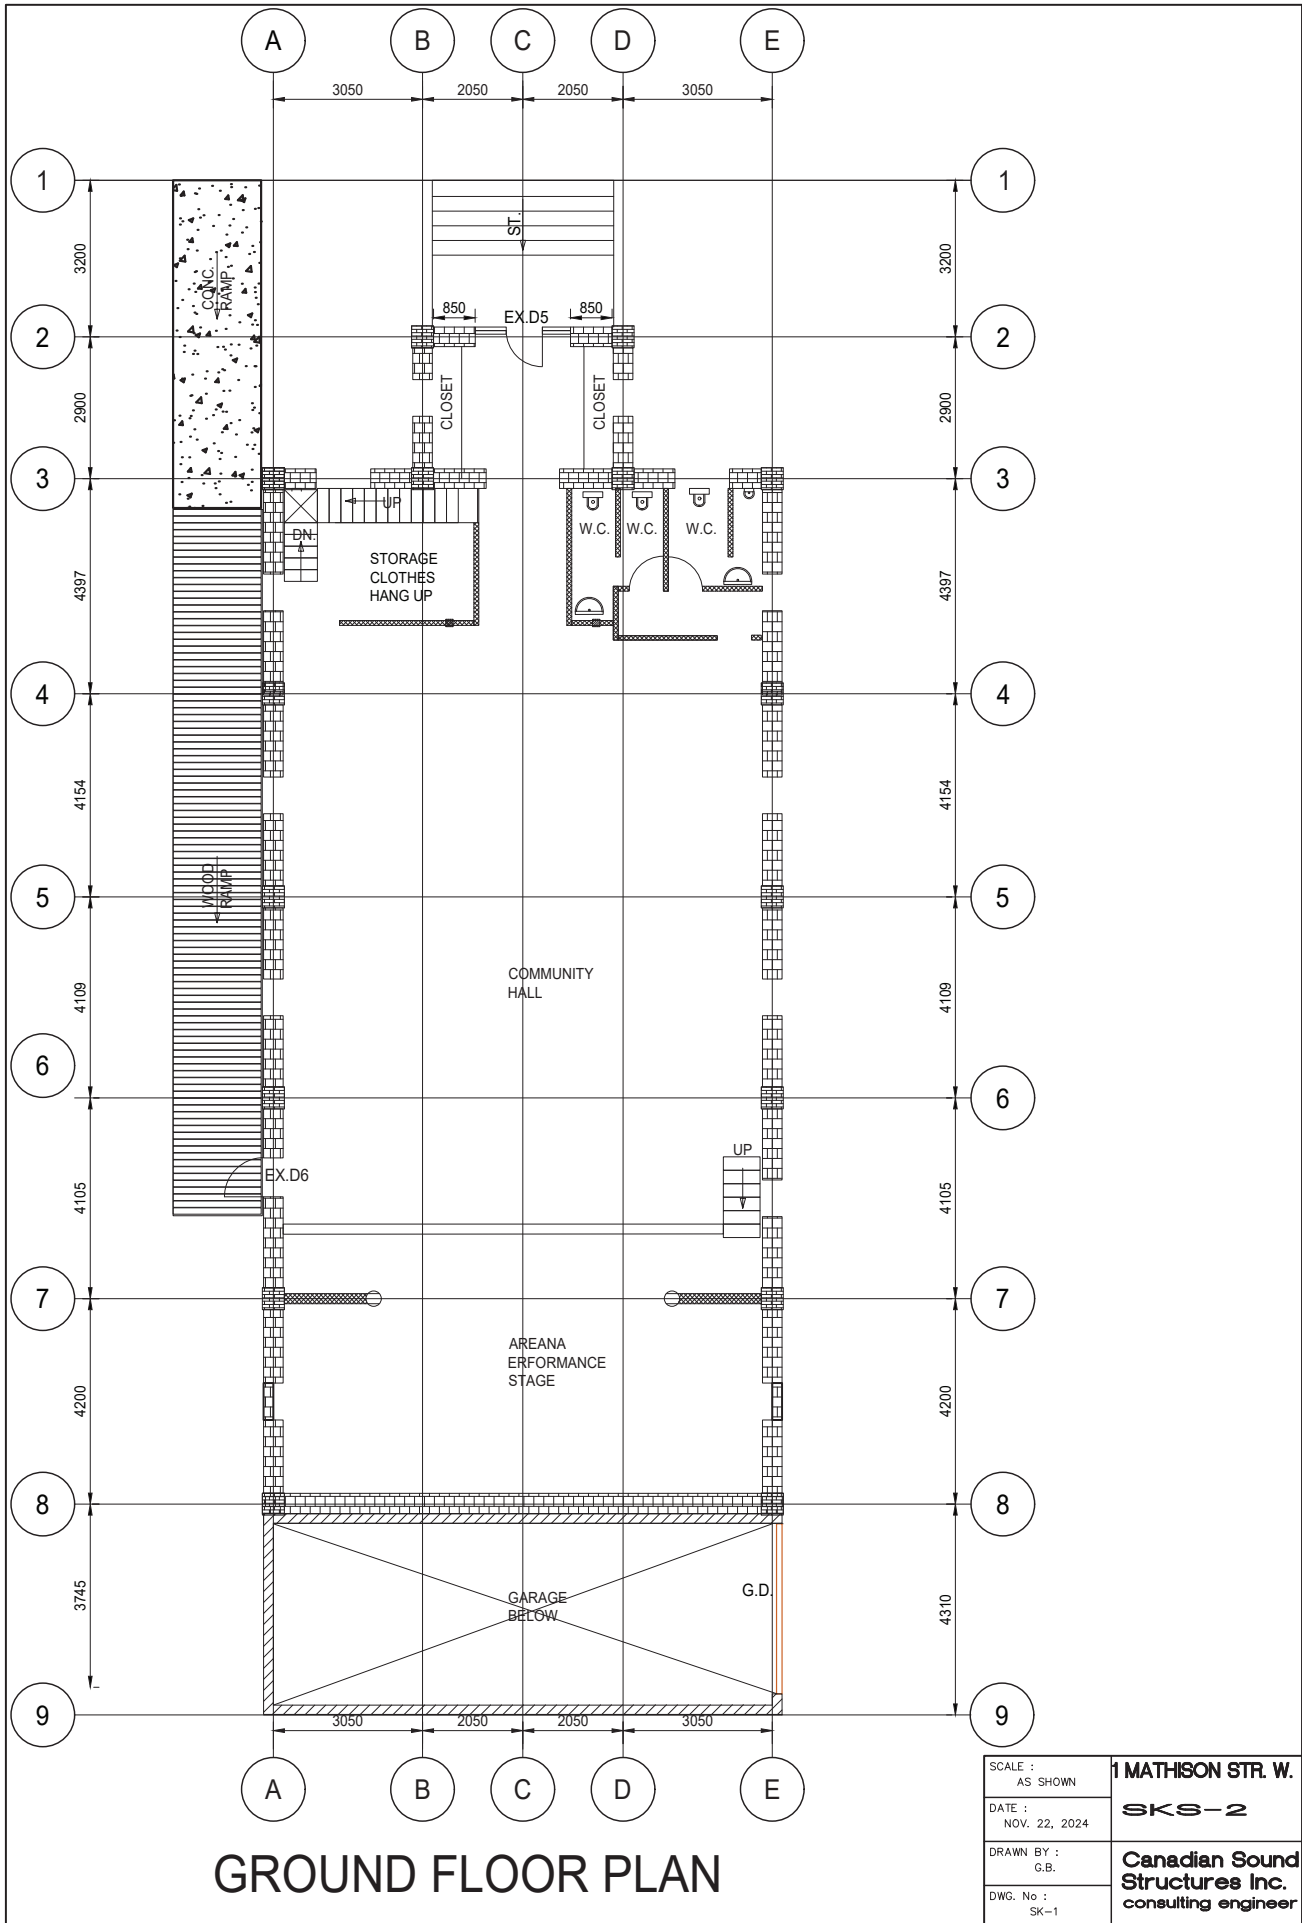 A B C D E
3050 2050 2050 3050
1 1
3200 3200
ST.
CONC.
RAMP
850 EX.D5 850
2 2
2900 2900
CLOSET CLOSET
3 3
UP
DN.
W.C. W.C. W.C.
STORAGE
CLOTHES
HANG UP
4397 4397
4 4
4154 4154
WOOD
RAMP
5 5
COMMUNITY
HALL
4109 4109
6 6
UP
EX.D6
4105 4105
7 7
AREANA
ERFORMANCE
STAGE
4200 4200
8 8
GARAGE
BELOW
G.D.
3745 4310
9 9
3050 2050 2050 3050
A B C D E
GROUND FLOOR PLAN
SCALE :
AS SHOWN
1 MATHISON STR. W.
DATE :
NOV. 22, 2024
SKS-2
DRAWN BY :
G.B.
Canadian Sound
Structures Inc.
consulting engineer
DWG. No :
SK-1